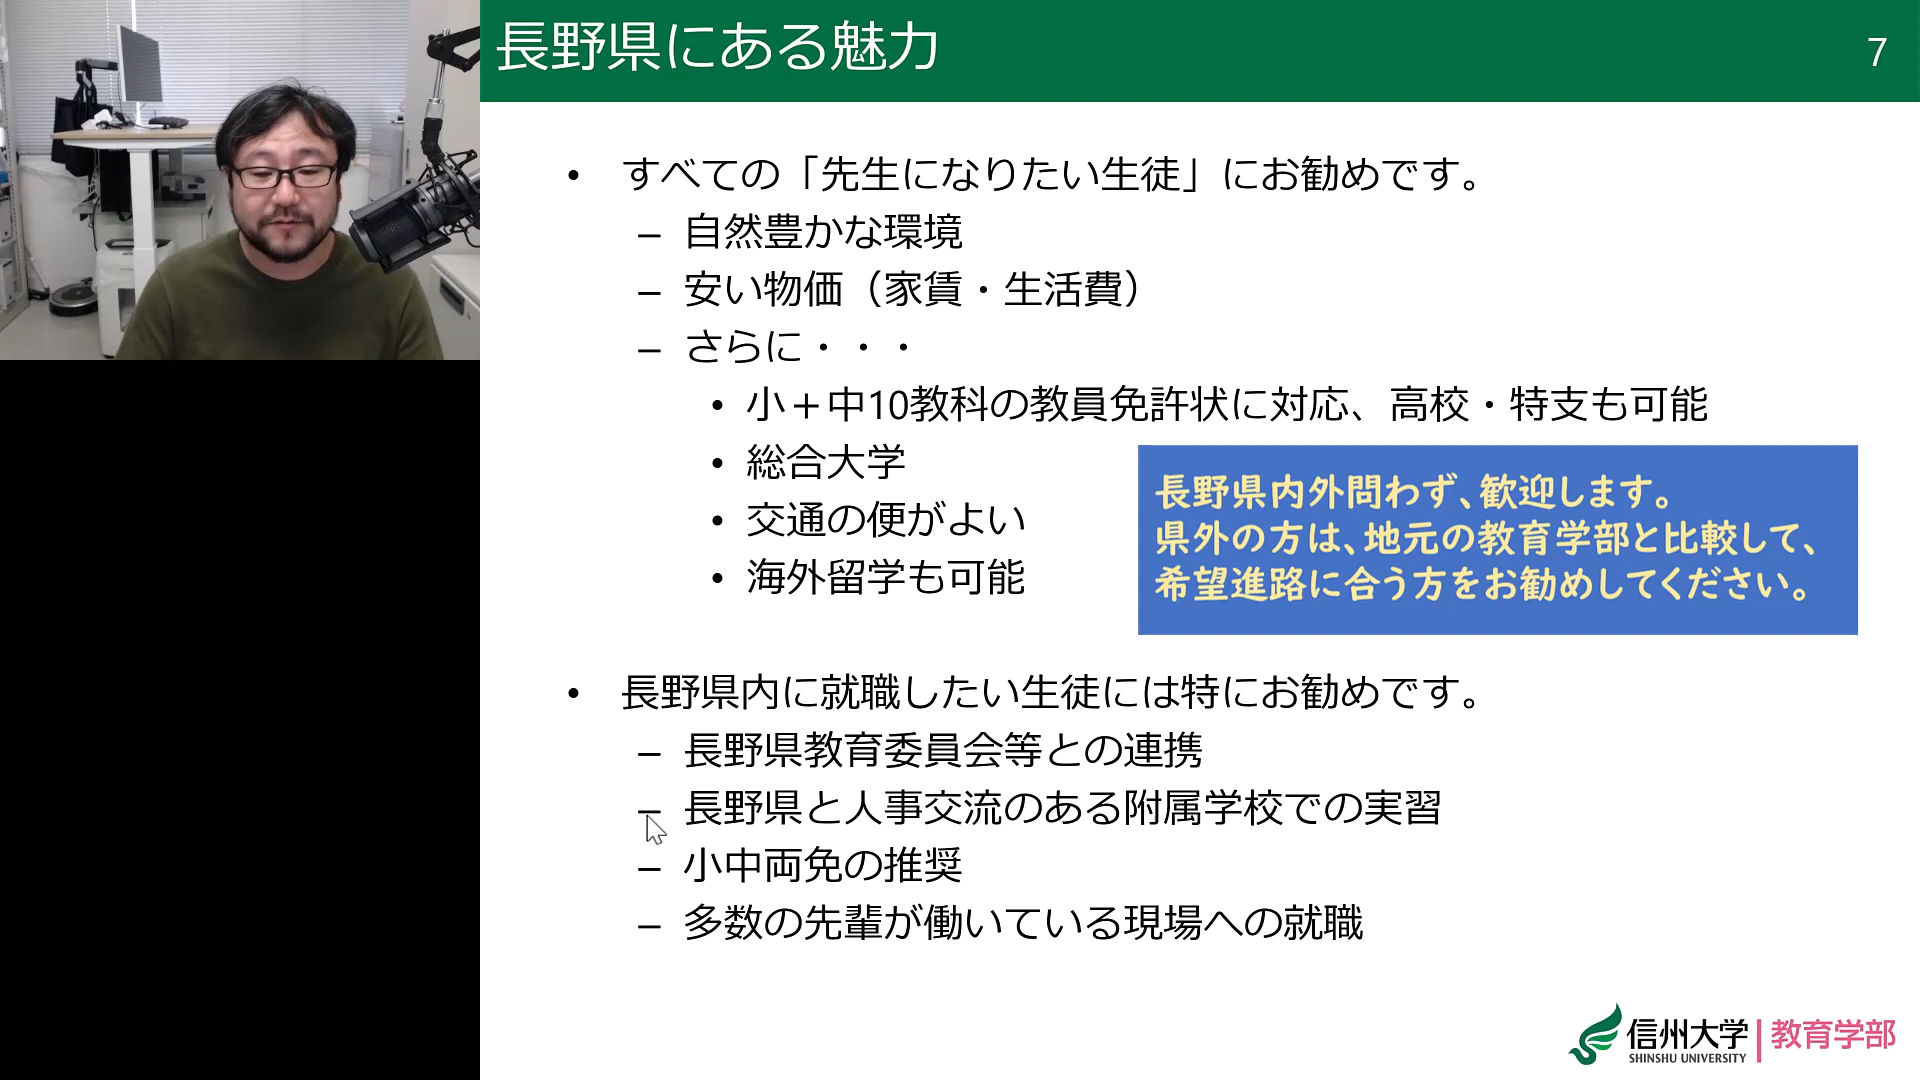 長野県にある魅力
7
• すべての「先生になりたい生徒」にお勧めです。
– 自然豊かな環境
– 安い物価（家賃・生活費）
– さらに・・・
• 小＋中10教科の教員免許状に対応、高校・特支も可能
• 総合大学
• 交通の便がよい
• 海外留学も可能
長野県内外問わず、歓迎します。
県外の方は、地元の教育学部と比較して、
希望進路に合う方をお勧めしてください。
• 長野県内に就職したい生徒には特にお勧めです。
– 長野県教育委員会等との連携
– 長野県と人事交流のある附属学校での実習
– 小中両免の推奨
– 多数の先輩が働いている現場への就職
信州大学 | 教育学部
SHINSHU UNIVERSITY